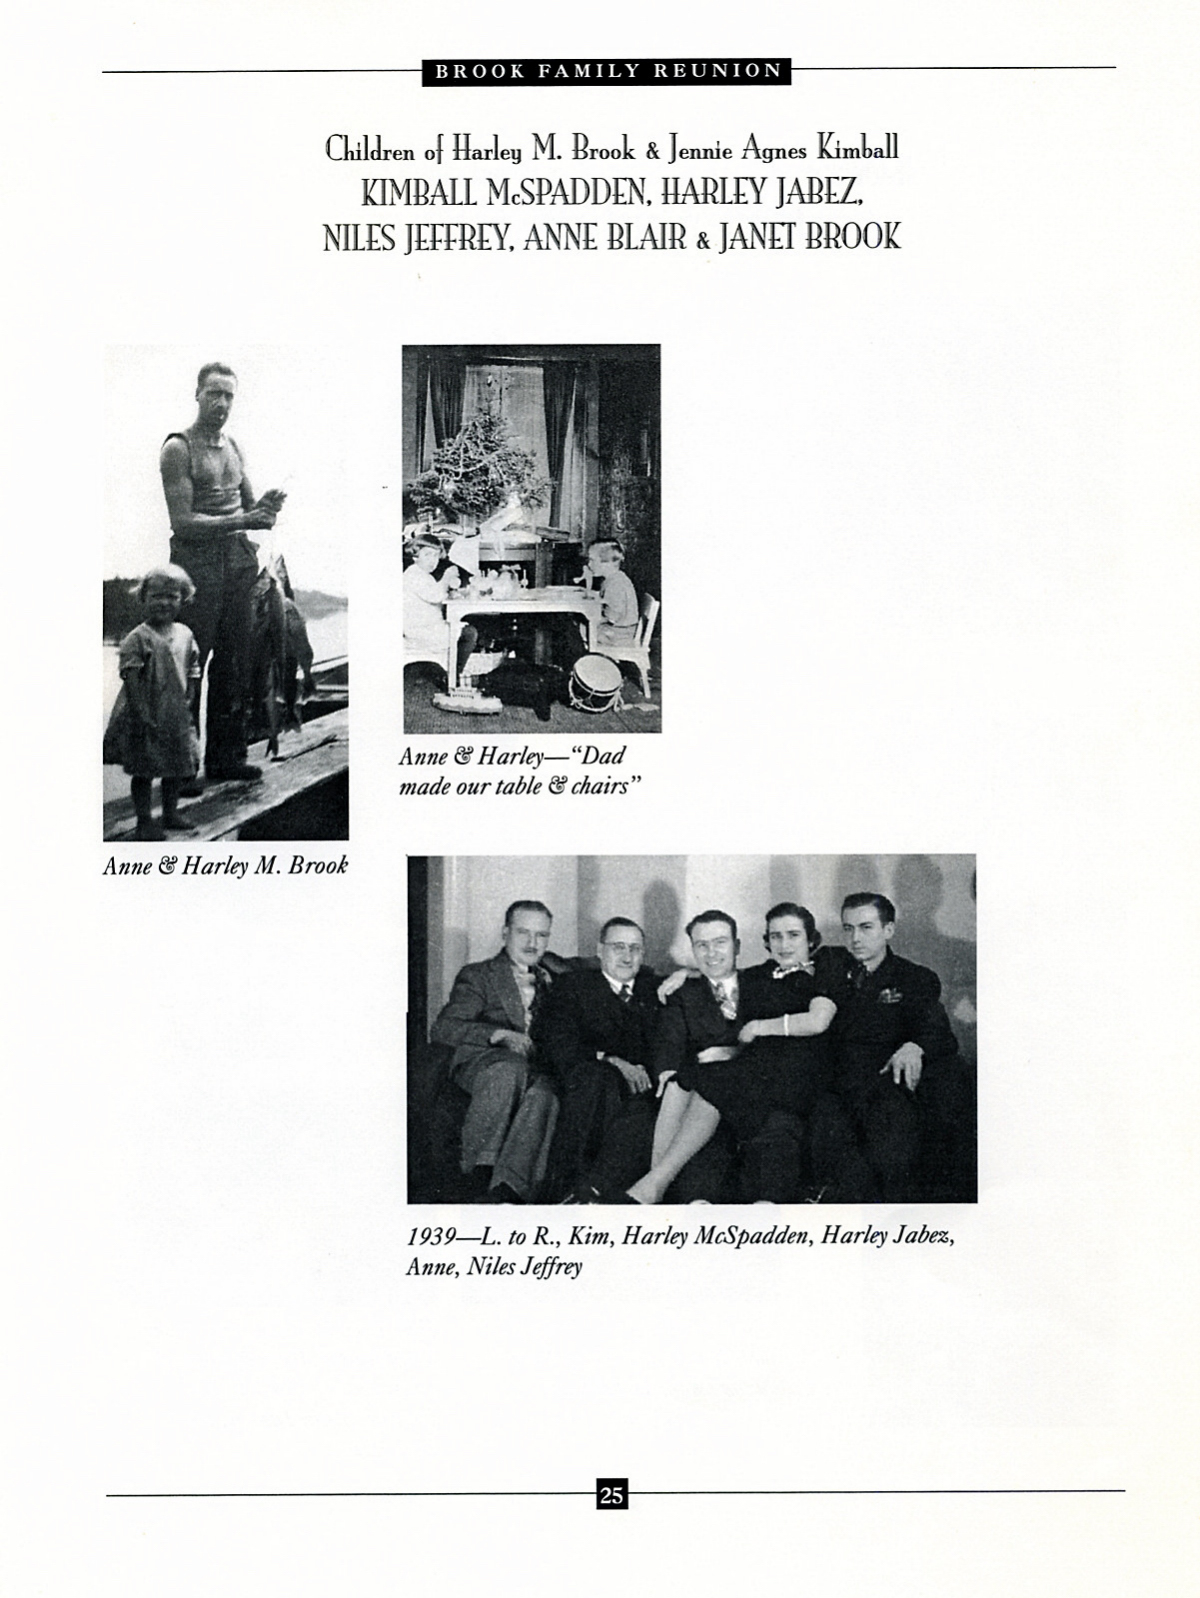 BROOK FAMILY REUNION
Children of Harley M. Brook & Jennie Agnes Kimball
KIMBALL McSPADDEN, HARLEY JABEZ,
NILES JEFFREY, ANNE BLAIR & JANET BROOK
Anne & Harley—“Dad
made our table & chairs”
Anne & Harley M. Brook
1939—L. to R., Kim, Harley McSpadden, Harley Jabez,
Anne, Niles Jeffrey
25